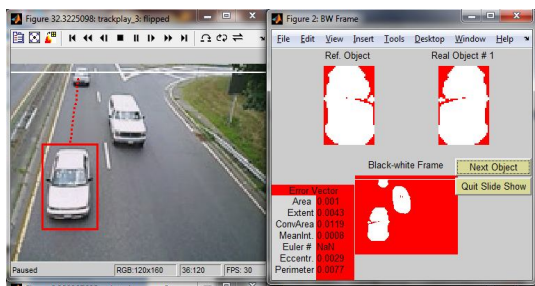 Figure 32.3225098: trackplay_3: flipped
Paused
RGB:120x160
36:120
FPS: 30
Figure 2: BW Frame
File Edit View Insert Tools Desktop Window Help
Ref. Object
Real Object # 1
Black-white Frame
Next Object
Quit Slide Show
Error Vector
Area 0.001
Extent 0.0043
ConvArea 0.0119
MeanInt. 0.0008
Euler # NaN
Eccentr. 0.0029
Perimeter 0.0077